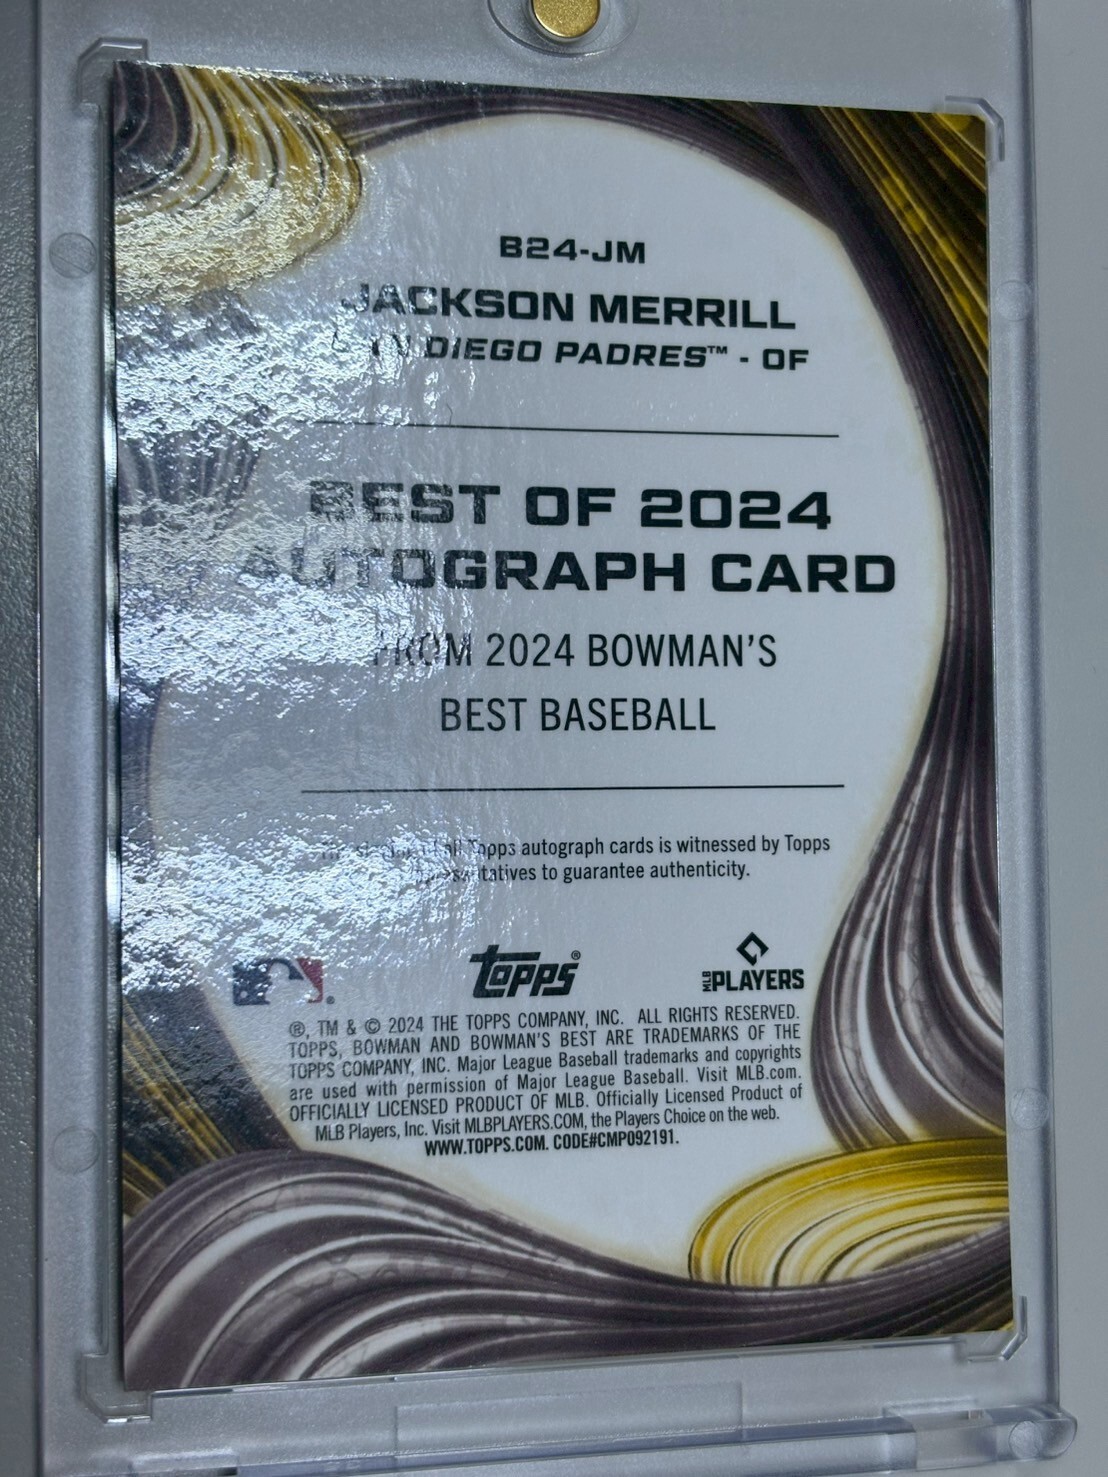 B24-JM
JACKSON MERRILL
DIEGO PADRES™ - OF
BEST OF 2024
AUTOGRAPH CARD
FROM 2024 BOWMAN'S
BEST BASEBALL
all Topps autograph cards is witnessed by Topps
representatives to guarantee authenticity.
topps®
MLB PLAYERS
®, TM & © 2024 THE TOPPS COMPANY, INC. ALL RIGHTS RESERVED.
TOPPS, BOWMAN AND BOWMAN'S BEST ARE TRADEMARKS OF THE
TOPPS COMPANY, INC. Major League Baseball trademarks and copyrights
are used with permission of Major League Baseball. Visit MLB.com.
OFFICIALLY LICENSED PRODUCT OF MLB. Officially Licensed Product of
MLB Players, Inc. Visit MLBPLAYERS.COM, the Players Choice on the web.
WWW.TOPPS.COM. CODE#CMP092191.